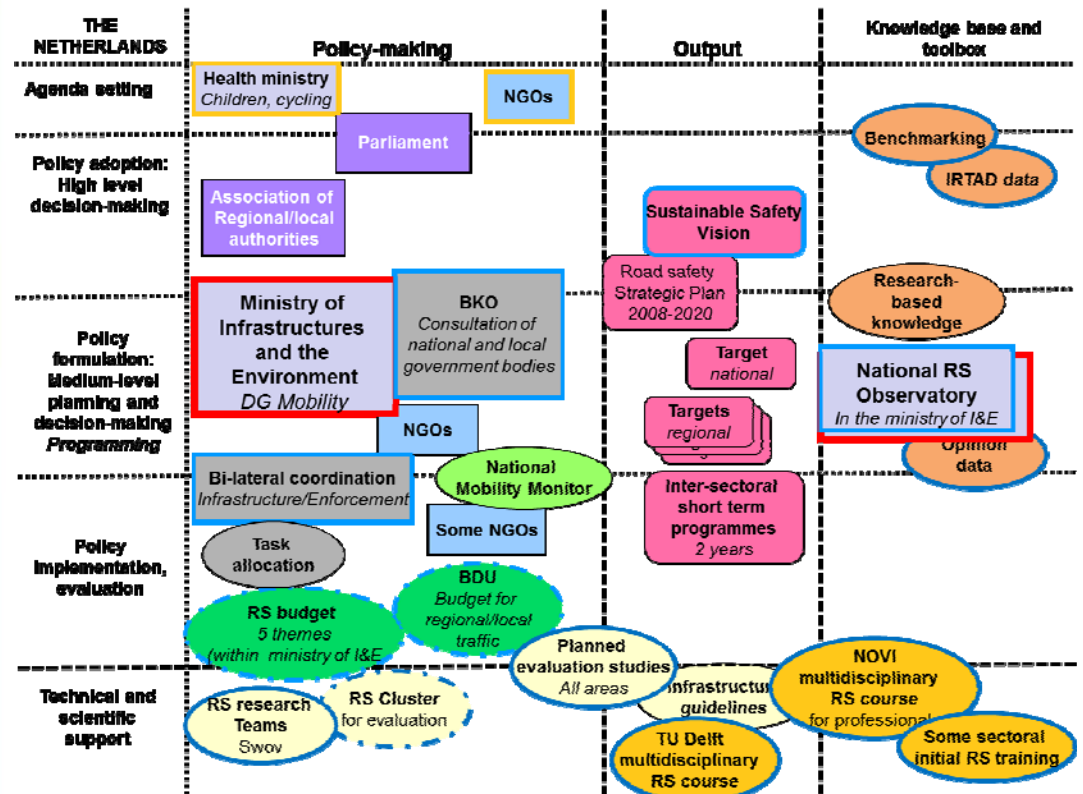 THE
NETHERLANDS
Policy-making
Output
Knowledge base and
toolbox
Agenda setting
Health ministry
Children, cycling
NGOs
Parliament
Benchmarking
IRTAD data
Policy adoption:
High level
decision-making
Association of
Regional/local
authorities
Sustainable Safety
Vision
Road safety
Strategic Plan
2008-2020
Research-
based
knowledge
Policy
formulation:
Medium-level
planning and
decision-making
Programming
Ministry of
Infrastructures
and the
Environment
DG Mobility
BKO
Consultation of
national and local
government bodies
Target
national
National RS
Observatory
In the ministry of I&E
NGOs
Targets
regional
Opinion
data
Bi-lateral coordination
Infrastructure/Enforcement
National
Mobility Monitor
Inter-sectoral
short term
programmes
2 years
Some NGOs
Policy
implementation,
evaluation
Task
allocation
BDU
Budget for
regional/local
traffic
RS budget
5 themes
(within ministry of I&E
Planned
evaluation studies
All areas
NOVI
multidisciplinary
RS course
for professional
Technical and
scientific
support
RS research
Teams
Swov
RS Cluster
for evaluation
nfrastructur
guidelines
TU Delft
multidisciplinary
RS course
Some sectoral
initial RS training